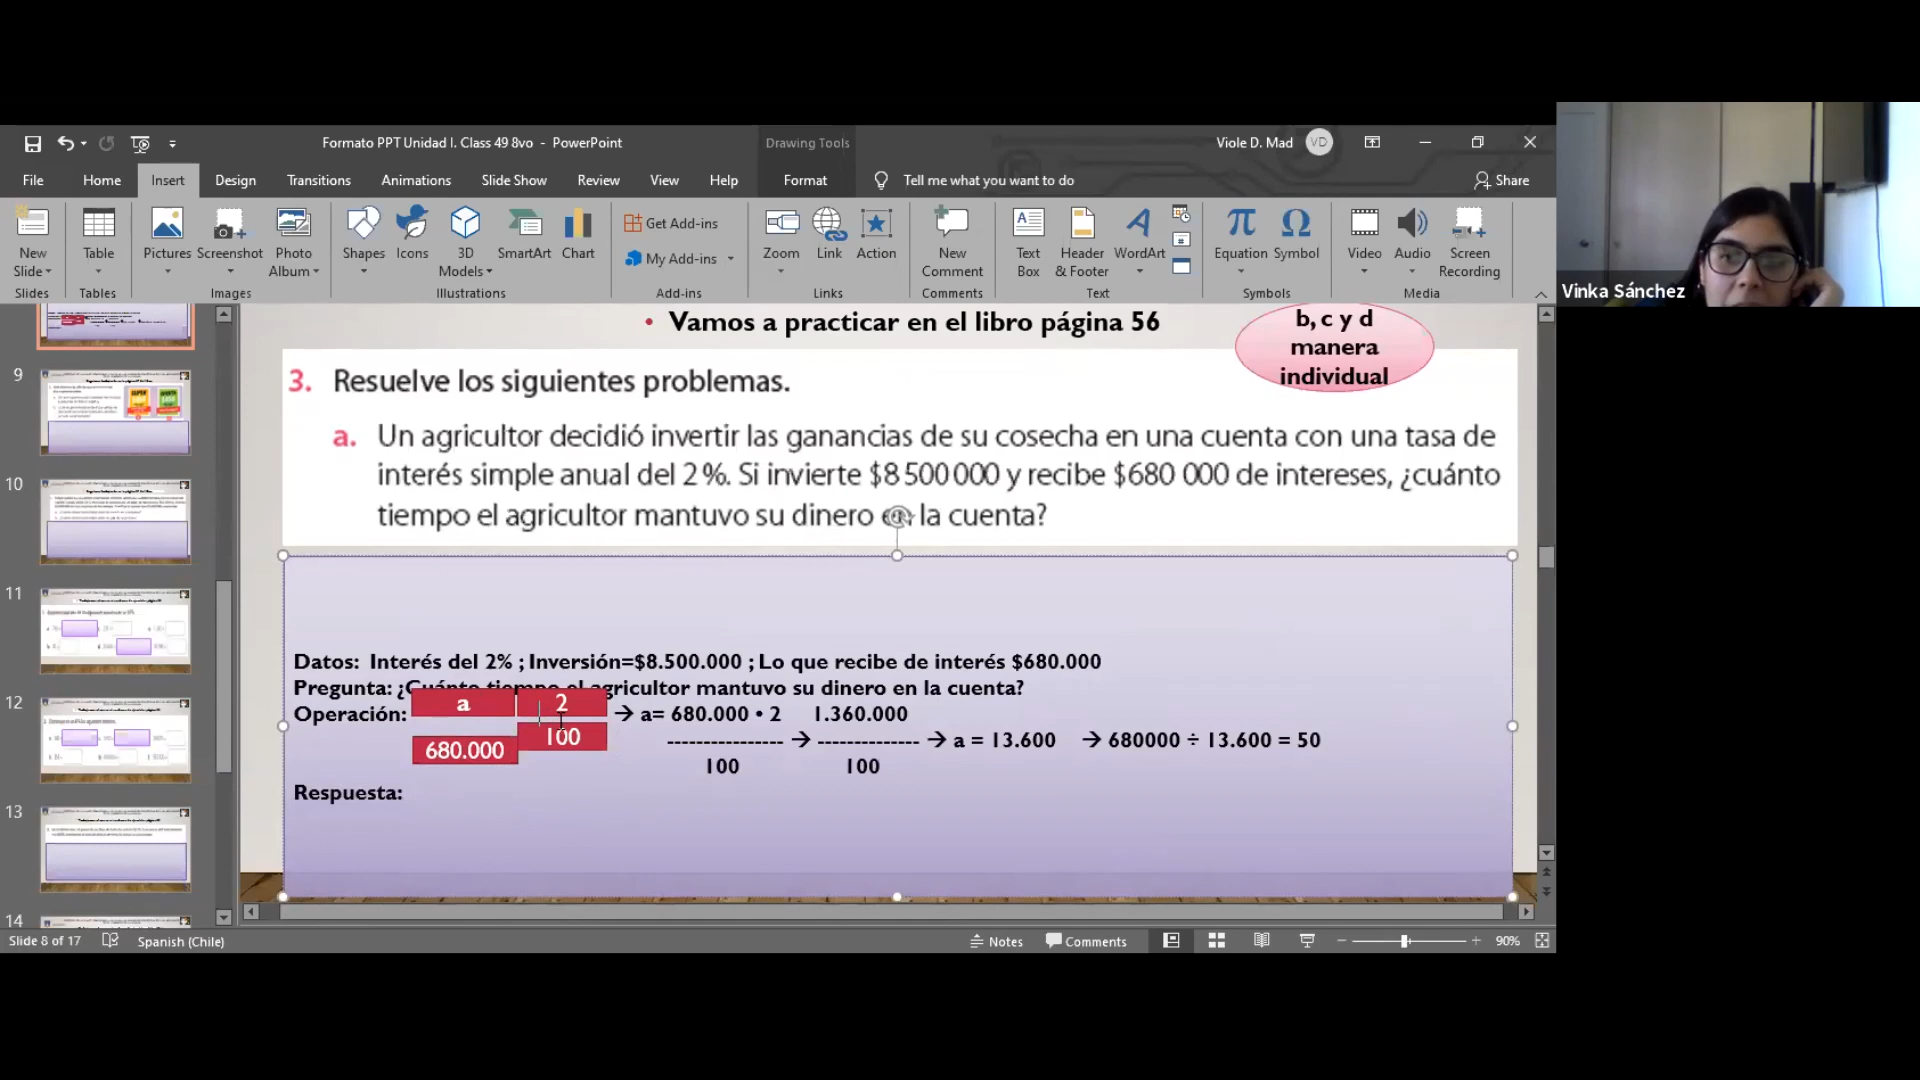 Formato PPT Unidad I. Class 49 8vo - PowerPoint
Drawing Tools
Viole D. Mad
VD
File Home Insert Design Transitions Animations Slide Show Review View Help Format Tell me what you want to do Share
New Slide
Table
Pictures
Screenshot
Photo Album
Shapes
Icons
3D Models
SmartArt
Chart
Get Add-ins
My Add-ins
Zoom
Link
Action
New Comment
Text Box
Header & Footer
WordArt
Equation
Symbol
Video
Audio
Screen Recording
Slides Tables Images Illustrations Add-ins Links Comments Text Symbols Media
Vinka Sánchez
9
10
11
12
13
14
• Vamos a practicar en el libro página 56
b, c y d
manera
individual
3. Resuelve los siguientes problemas.
a. Un agricultor decidió invertir las ganancias de su cosecha en una cuenta con una tasa de
interés simple anual del 2%. Si invierte $8 500 000 y recibe $680 000 de intereses, ¿cuánto
tiempo el agricultor mantuvo su dinero en la cuenta?
Datos: Interés del 2% ; Inversión=$8.500.000 ; Lo que recibe de interés $680.000
Pregunta: ¿Cuánto tiempo el agricultor mantuvo su dinero en la cuenta?
Operación: → a= 680.000 • 2 1.360.000
a 2
680.000 100
---------------- → -------------- → a = 13.600 → 680000 ÷ 13.600 = 50
100 100
Respuesta:
Slide 8 of 17
Spanish (Chile)
Notes
Comments
90%